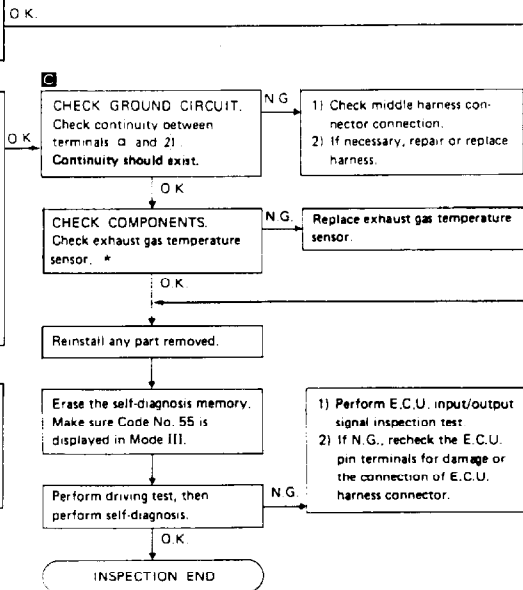 O.K.
C
CHECK GROUND CIRCUIT.
Check continuity between
terminals a and 21.
Continuity should exist.
N.G.
1) Check middle harness con-
nector connection.
2) If necessary, repair or replace
harness.
O.K.
O.K.
CHECK COMPONENTS.
Check exhaust gas temperature
sensor. *
N.G.
Replace exhaust gas temperature
sensor.
O.K.
Reinstall any part removed.
Erase the self-diagnosis memory.
Make sure Code No. 55 is
displayed in Mode III.
Perform driving test, then
perform self-diagnosis.
N.G.
1) Perform E.C.U. input/output
signal inspection test.
2) If N.G., recheck the E.C.U.
pin terminals for damage or
the connection of E.C.U.
harness connector.
O.K.
INSPECTION END